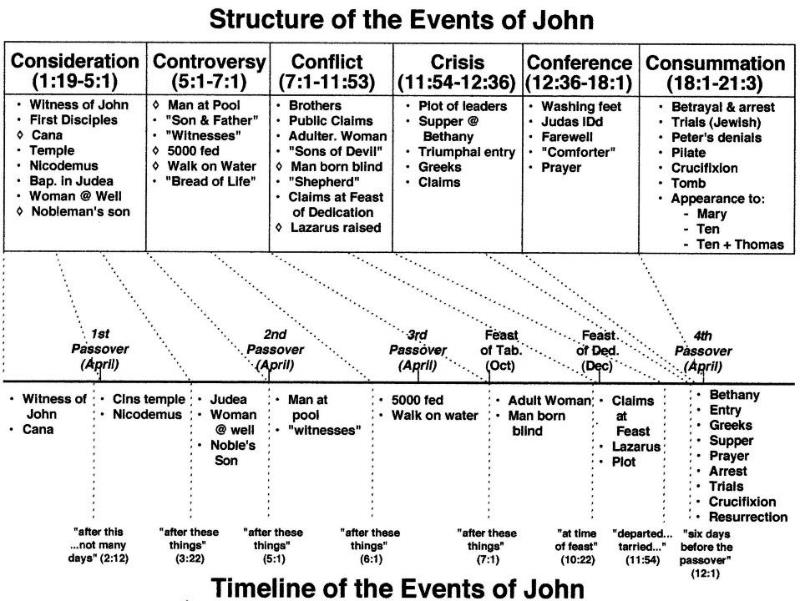 Structure of the Events of John
Consideration
(1:19-5:1)
• Witness of John
• First Disciples
◊ Cana
• Temple
• Nicodemus
• Bap. in Judea
• Woman @ Well
◊ Nobleman's son
Controversy
(5:1-7:1)
◊ Man at Pool
• "Son & Father"
• "Witnesses"
◊ 5000 fed
◊ Walk on Water
• "Bread of Life"
Conflict
(7:1-11:53)
• Brothers
• Public Claims
• Adulter. Woman
• "Sons of Devil"
◊ Man born blind
• "Shepherd"
• Claims at Feast
of Dedication
◊ Lazarus raised
Crisis
(11:54-12:36)
• Plot of leaders
• Supper @
Bethany
• Triumphal entry
• Greeks
• Claims
Conference
(12:36-18:1)
• Washing feet
• Judas IDd
• Farewell
• "Comforter"
• Prayer
Consummation
(18:1-21:3)
• Betrayal & arrest
• Trials (Jewish)
• Peter's denials
• Pilate
• Crucifixion
• Tomb
• Appearance to:
- Mary
- Ten
- Ten + Thomas
1st
Passover
(April)
2nd
Passover
(April)
3rd
Passover
(April)
Feast
of Tab.
(Oct)
Feast
of Ded.
(Dec)
4th
Passover
(April)
• Witness of
John
• Cana
• Clns temple
• Nicodemus
• Judea
• Woman
@ well
• Noble's
Son
• Man at
pool
• "witnesses"
• 5000 fed
• Walk on water
• Adult Woman
• Man born
blind
• Claims
at
Feast
• Lazarus
• Plot
• Bethany
• Entry
• Greeks
• Supper
• Prayer
• Arrest
• Trials
• Crucifixion
• Resurrection
"after this
...not many
days" (2:12)
"after these
things"
(3:22)
"after these
things"
(5:1)
"after these
things"
(6:1)
"after these
things"
(7:1)
"at time
of feast"
(10:22)
"departed...
tarried..."
(11:54)
"six days
before the
passover"
(12:1)
Timeline of the Events of John